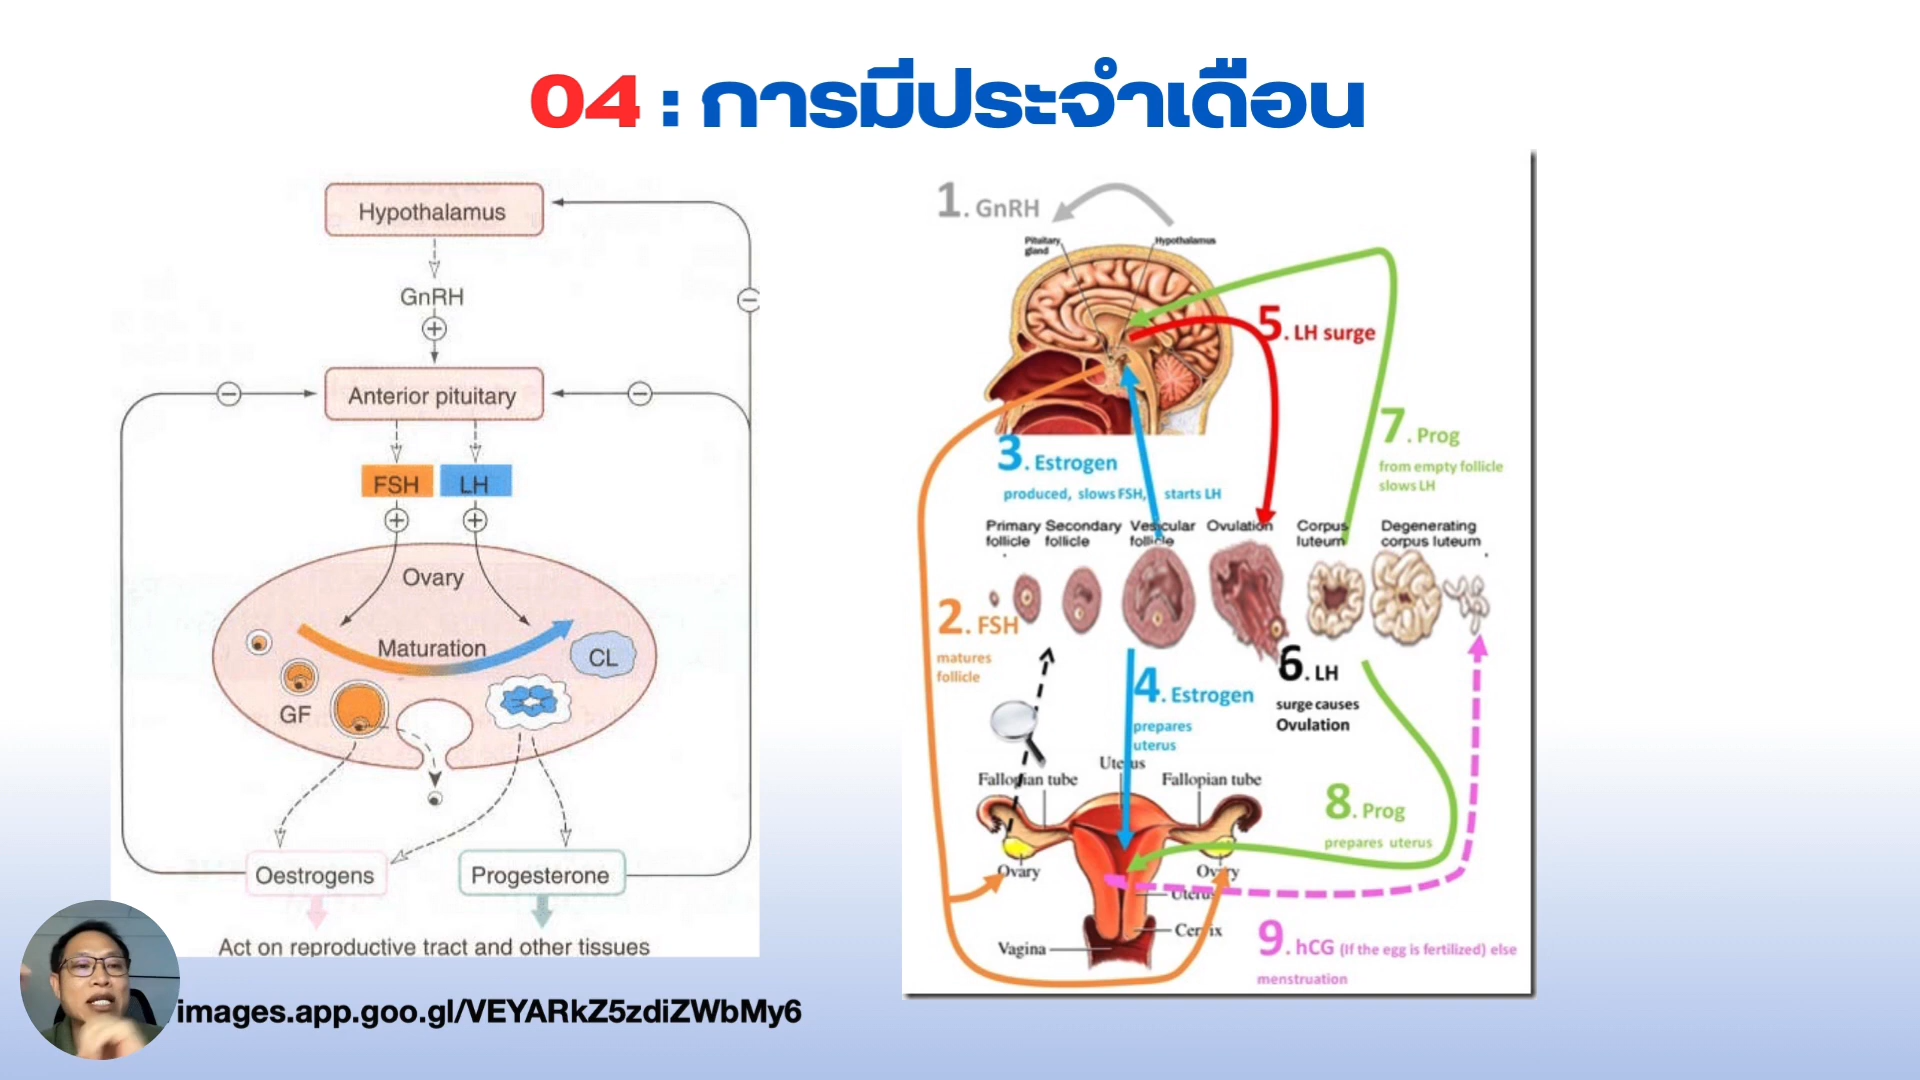 04 : การมีประจำเดือน
Hypothalamus
GnRH
+
Anterior pituitary
−
−
−
FSH
LH
+
+
Ovary
Maturation
CL
GF
Oestrogens
Progesterone
Act on reproductive tract and other tissues
images.app.goo.gl/VEYARkZ5zdiZWbMy6
1. GnRH
Pituitary
gland
Hypothalamus
5. LH surge
7. Prog
from empty follicle
slows LH
3. Estrogen
produced, slows FSH, starts LH
Primary
follicle
Secondary
follicle
Vesicular
follicle
Ovulation
Corpus
luteum
Degenerating
corpus luteum
2. FSH
matures
follicle
4. Estrogen
prepares
uterus
6. LH
surge causes
Ovulation
Uterus
Fallopian tube
Fallopian tube
8. Prog
prepares uterus
Ovary
Ovary
Uterus
Cervix
Vagina
9. hCG (If the egg is fertilized) else
menstruation